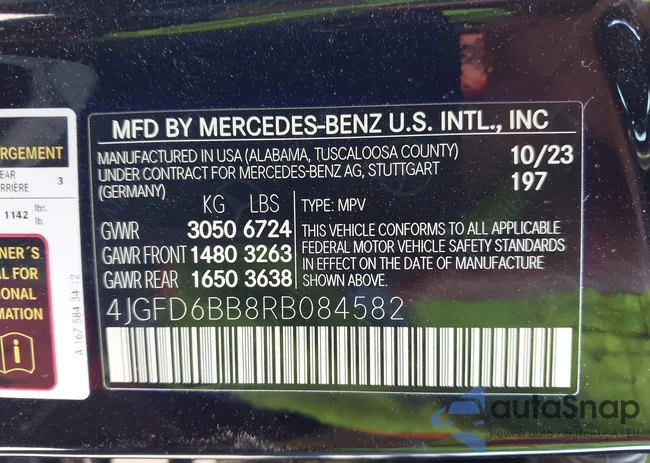 MFD BY MERCEDES-BENZ U.S. INTL., INC
MANUFACTURED IN USA (ALABAMA, TUSCALOOSA COUNTY) 10/23
UNDER CONTRACT FOR MERCEDES-BENZ AG, STUTTGART 197
(GERMANY)
KG LBS TYPE: MPV
GVWR 3050 6724
GAWR FRONT 1480 3263
GAWR REAR 1650 3638
THIS VEHICLE CONFORMS TO ALL APPLICABLE
FEDERAL MOTOR VEHICLE SAFETY STANDARDS
IN EFFECT ON THE DATE OF MANUFACTURE
SHOWN ABOVE.
4JGFD6BB8RB084582
RGEMENT
EAR
RRIÈRE 3
1142 lbs.
lb.
NER'S
AL FOR
ONAL
MATION
A 167 584 34 12
autaSnap